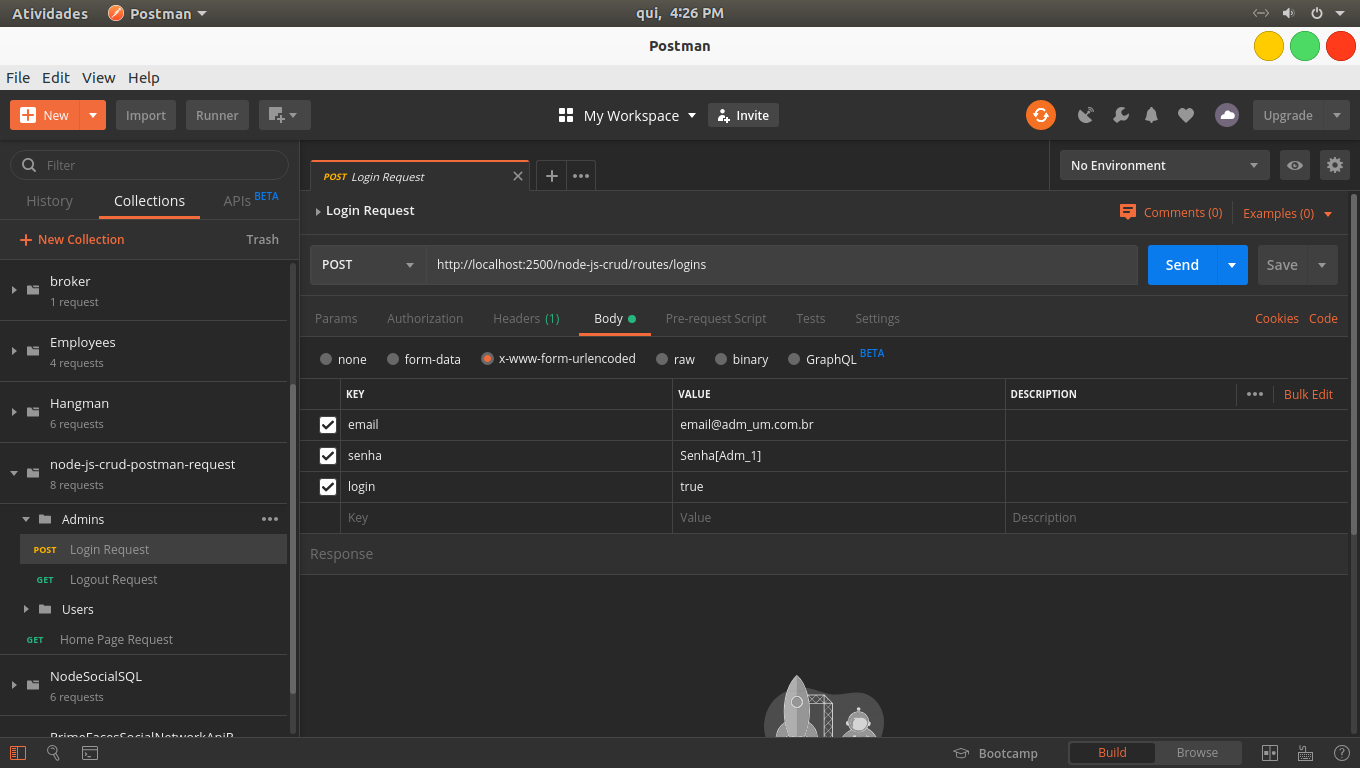 Atividades Postman qui, 4:26 PM
Postman
File Edit View Help
New Import Runner My Workspace Invite Upgrade
Filter
History Collections APIs BETA
New Collection Trash
broker
1 request
Employees
4 requests
Hangman
6 requests
node-js-crud-postman-request
8 requests
Admins
POST Login Request
GET Logout Request
Users
GET Home Page Request
NodeSocialSQL
6 requests
PrimeFacesSocialNetworkApiR
POST Login Request
No Environment
Login Request
Comments (0) Examples (0)
POST http://localhost:2500/node-js-crud/routes/logins Send Save
Params Authorization Headers (1) Body Pre-request Script Tests Settings Cookies Code
none form-data x-www-form-urlencoded raw binary GraphQL BETA
KEY VALUE DESCRIPTION Bulk Edit
email email@adm_um.com.br
senha Senha[Adm_1]
login true
Key Value Description
Response
Bootcamp Build Browse